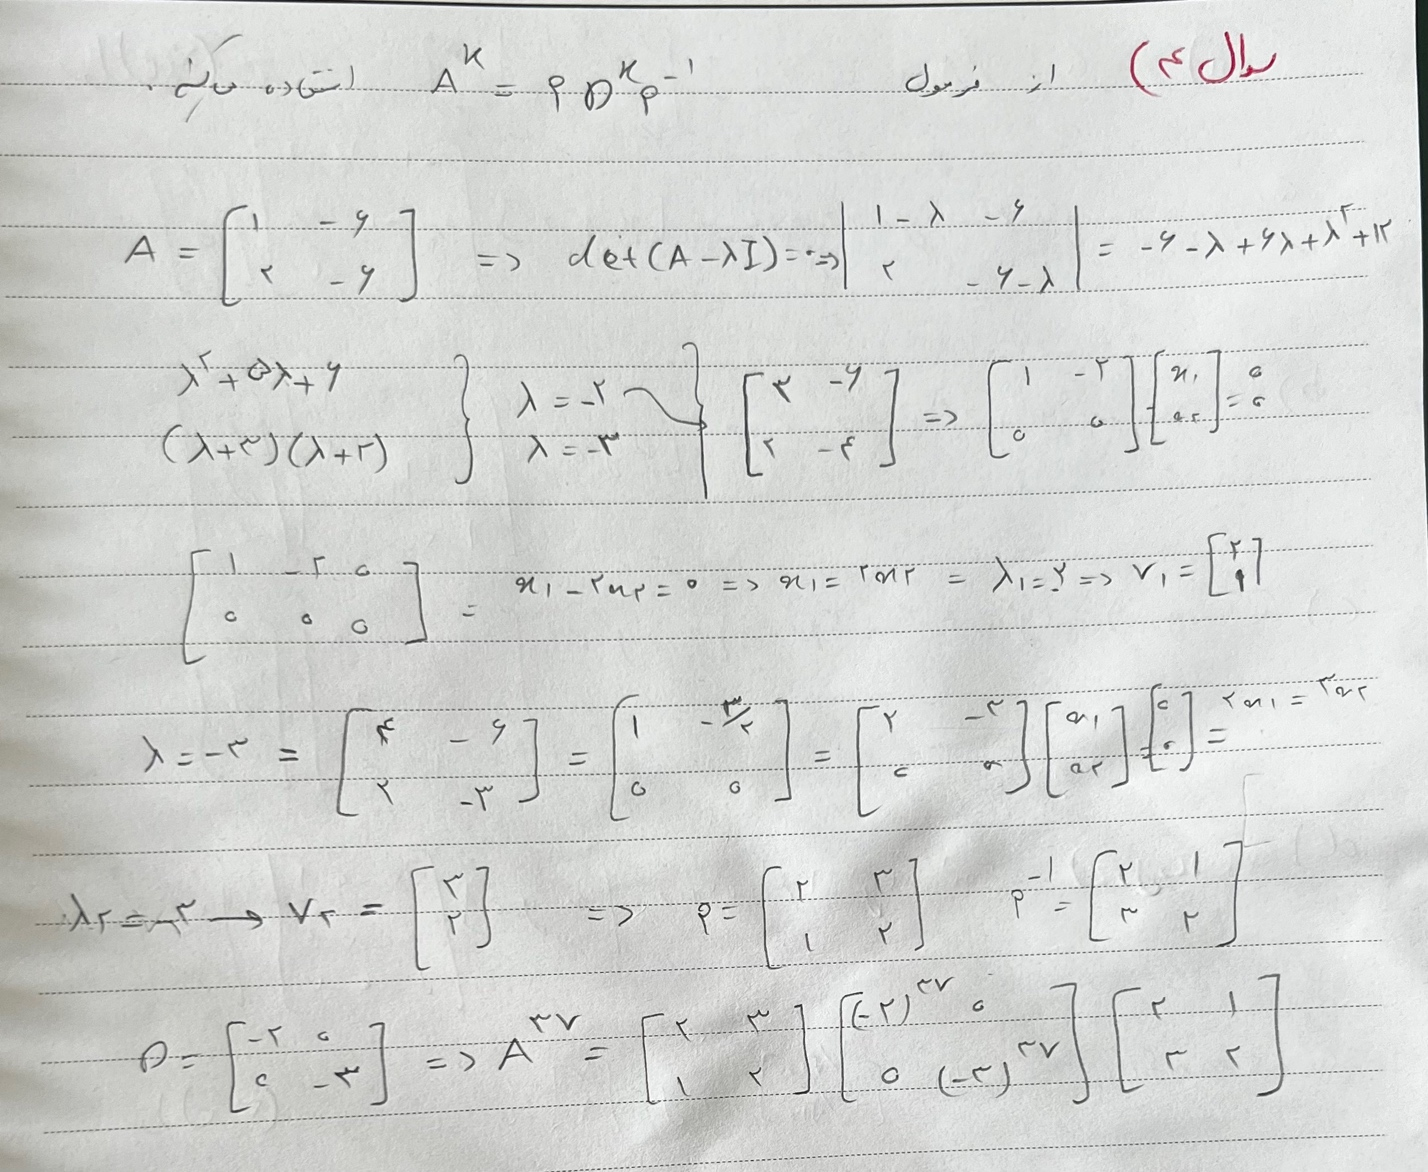 سوال ۴) از فرمول A^K = P D^K P^-1 استفاده میکنیم.
A = [۱ -۶ ; ۲ -۶] => det(A-λI)=۰ => |۱-λ -۶ ; ۲ -۶-λ| = -۶-λ+۶λ+λ^۲+۱۲
λ^۲+۵λ+۶ (λ+۳)(λ+۲) } λ=-۲ λ=-۳ } [۳ -۶ ; ۲ -۴] => [۱ -۲ ; ۰ ۰] [x۱ ; x۲] = ۰ ۰
[۱ -۲ ۰ ; ۰ ۰ ۰] = x۱-۲x۲=۰ => x۱=۲x۲ = λ۱=۲ => v۱=[۲ ; ۱]
λ=-۳ = [۴ -۶ ; ۲ -۳] = [۱ -۳/۲ ; ۰ ۰] = [۲ -۳ ; ۰ ۰] [x۱ ; x۲] = [۰ ; ۰] = ۲x۱=۳x۲
λ۲=-۳ → v۲ = [۳ ; ۲] => P=[۲ ۳ ; ۱ ۲] P^-1=[۲ ۱ ; ۳ ۲]
D=[-۲ ۰ ; ۰ -۳] => A^۳۷ = [۲ ۳ ; ۱ ۲] [(-۲)^۳۷ ۰ ; ۰ (-۳)^۳۷] [۲ ۱ ; ۳ ۲]